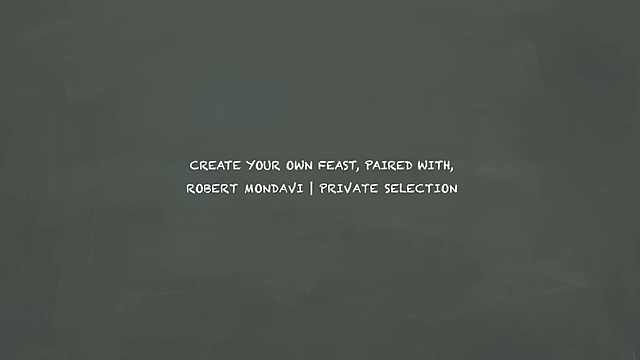 CREATE YOUR OWN FEAST, PAIRED WITH,
ROBERT MONDAVI | PRIVATE SELECTION